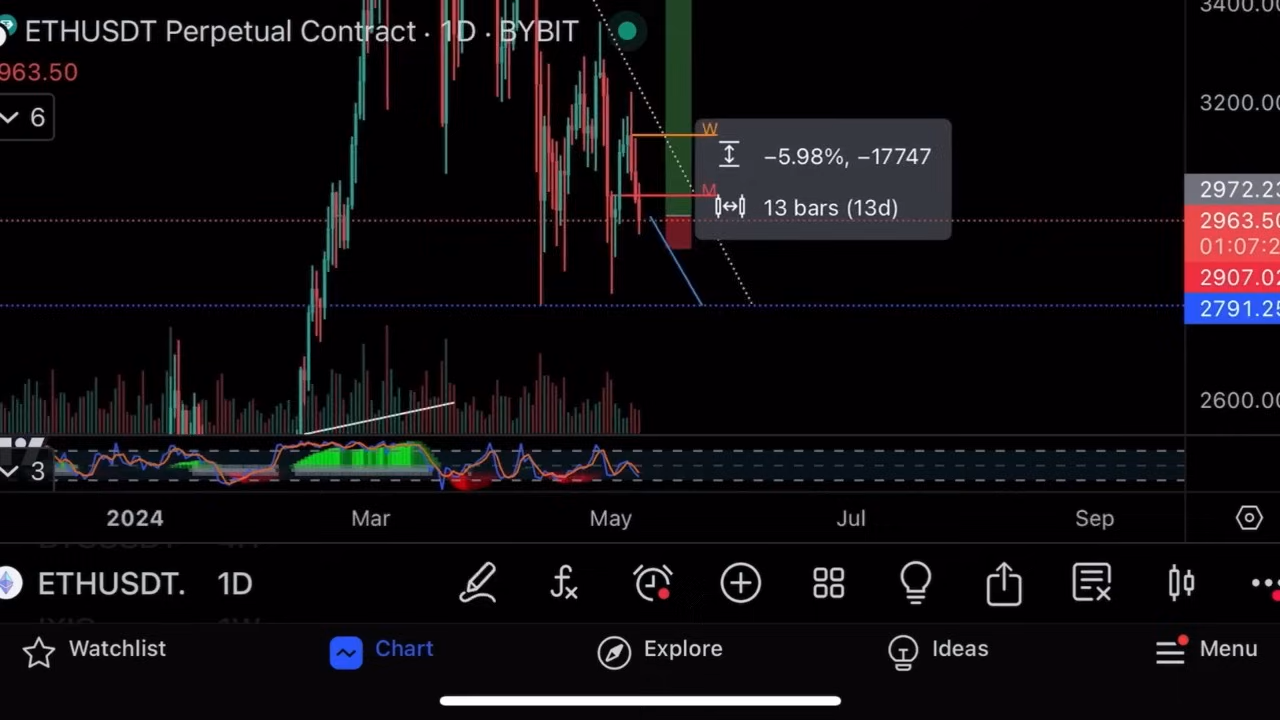 ETHUSDT Perpetual Contract · 1D · BYBIT
963.50
6
3400.00
3200.00
W
−5.98%, −17747
M
13 bars (13d)
2972.23
2963.50
01:07:2
2907.02
2791.25
2600.00
3
2024 Mar May Jul Sep
ETHUSDT. 1D
Watchlist Chart Explore Ideas Menu